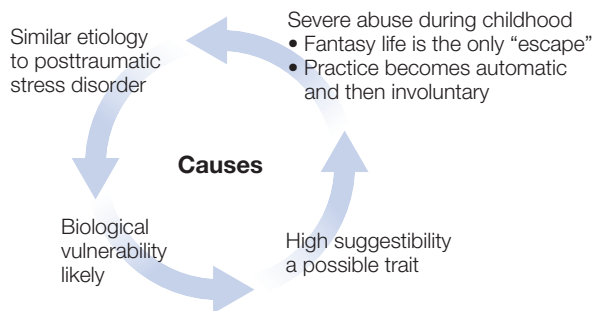 Similar etiology
to posttraumatic
stress disorder
Severe abuse during childhood
• Fantasy life is the only “escape”
• Practice becomes automatic
and then involuntary
Causes
Biological
vulnerability
likely
High suggestibility
a possible trait